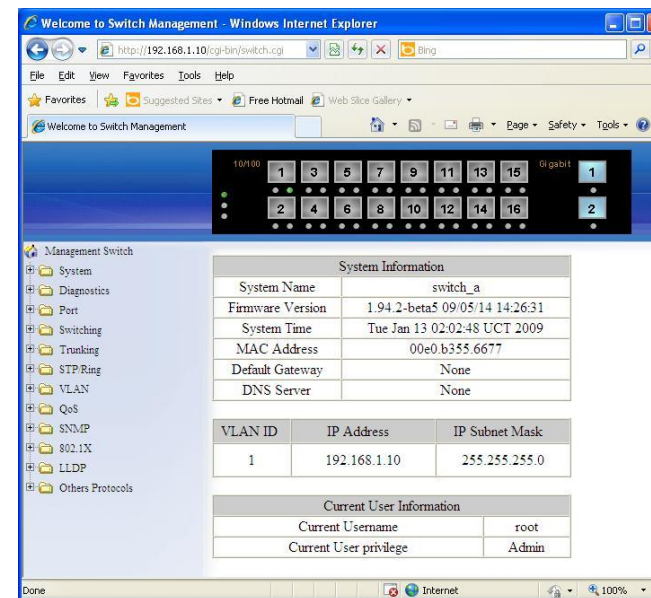 Welcome to Switch Management - Windows Internet Explorer
http://192.168.1.10/cgi-bin/switch.cgi
Bing
File Edit View Favorites Tools Help
Favorites Suggested Sites Free Hotmail Web Slice Gallery
Welcome to Switch Management
Page Safety Tools
10/100 1 3 5 7 9 11 13 15 Gigabit 1
2 4 6 8 10 12 14 16 2
Management Switch
System
Diagnostics
Port
Switching
Trunking
STP/Ring
VLAN
QoS
SNMP
802.1X
LLDP
Others Protocols
System Information
System Name switch_a
Firmware Version 1.94.2-beta5 09/05/14 14:26:31
System Time Tue Jan 13 02:02:48 UCT 2009
MAC Address 00e0.b355.6677
Default Gateway None
DNS Server None
VLAN ID IP Address IP Subnet Mask
1 192.168.1.10 255.255.255.0
Current User Information
Current Username root
Current User privilege Admin
Done Internet 100%